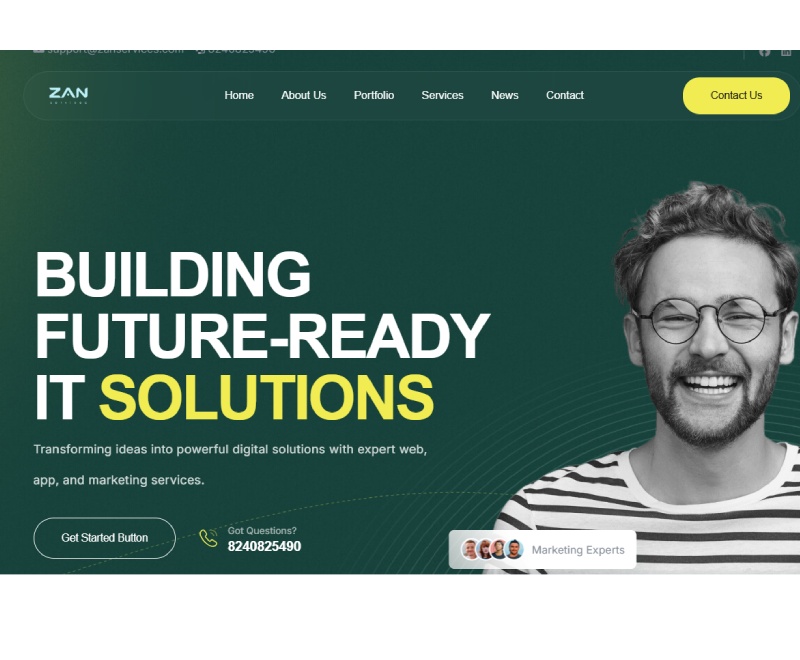 support@zanservices.com 8240825490
ZAN
Home About Us Portfolio Services News Contact
Contact Us
BUILDING
FUTURE-READY
IT SOLUTIONS
Transforming ideas into powerful digital solutions with expert web,
app, and marketing services.
Get Started Button
Got Questions?
8240825490
Marketing Experts